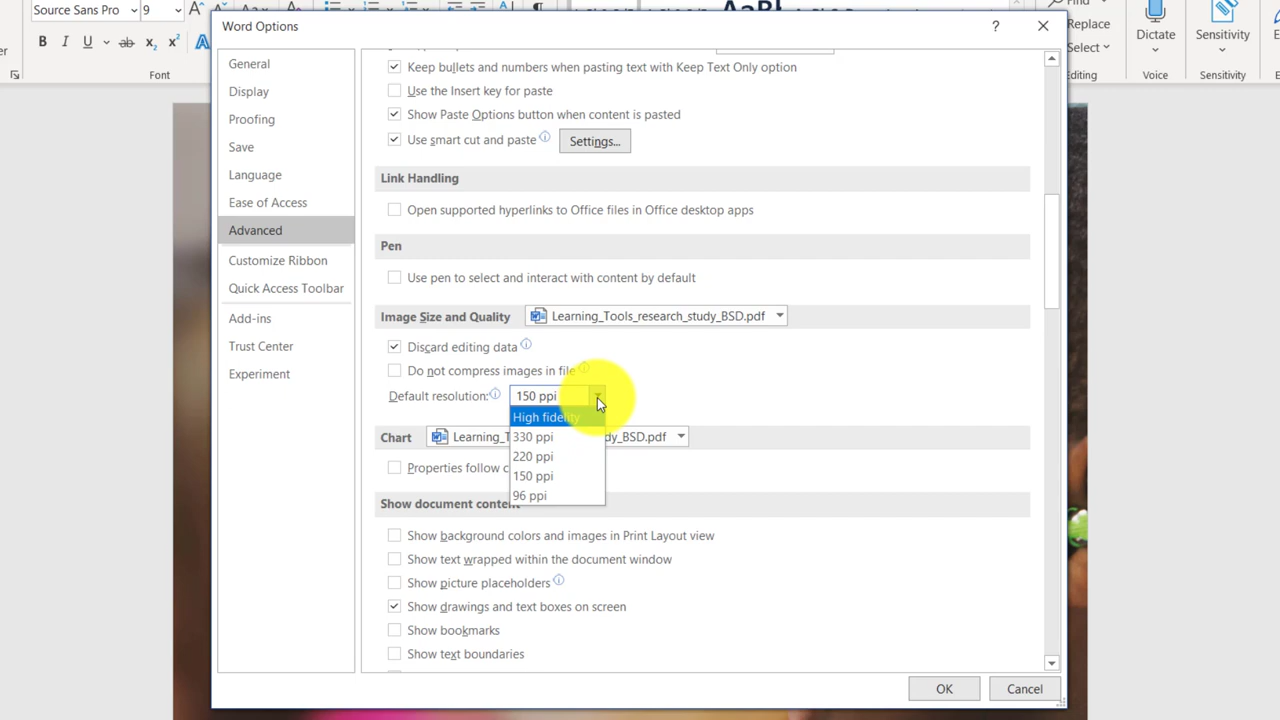 Source Sans Pro 9
Word Options
Replace
Select
Dictate
Sensitivity
B I U ab x2 x2 A
Font
Editing
Voice
Sensitivity
General
Display
Proofing
Save
Language
Ease of Access
Advanced
Customize Ribbon
Quick Access Toolbar
Add-ins
Trust Center
Experiment
Keep bullets and numbers when pasting text with Keep Text Only option
Use the Insert key for paste
Show Paste Options button when content is pasted
Use smart cut and paste Settings...
Link Handling
Open supported hyperlinks to Office files in Office desktop apps
Pen
Use pen to select and interact with content by default
Image Size and Quality Learning_Tools_research_study_BSD.pdf
Discard editing data
Do not compress images in file
Default resolution: 150 ppi
High fidelity
330 ppi
220 ppi
150 ppi
96 ppi
Chart
Properties follow
Show document content
Show background colors and images in Print Layout view
Show text wrapped within the document window
Show picture placeholders
Show drawings and text boxes on screen
Show bookmarks
Show text boundaries
OK Cancel